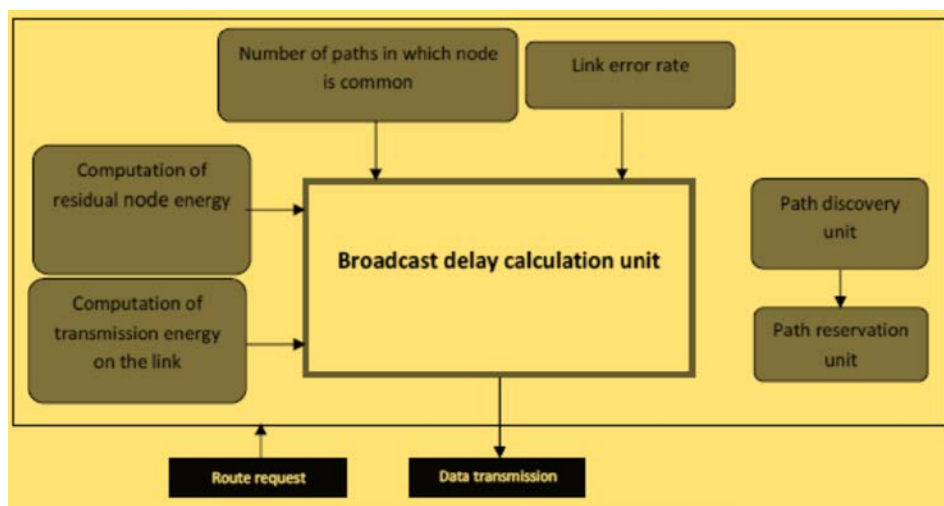 Number of paths in which node
is common
Link error rate
Computation of
residual node energy
Path discovery
unit
Broadcast delay calculation unit
Computation of
transmission energy
on the link
Path reservation
unit
Route request
Data transmission